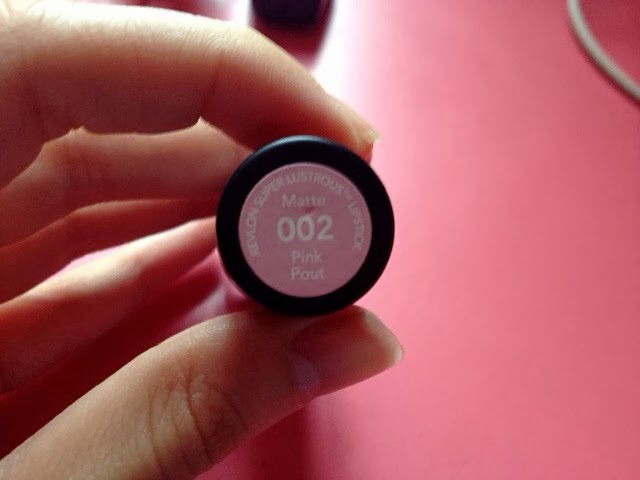 REVLON SUPER LUSTROUS™ LIPSTICK
Matte
002
Pink
Pout